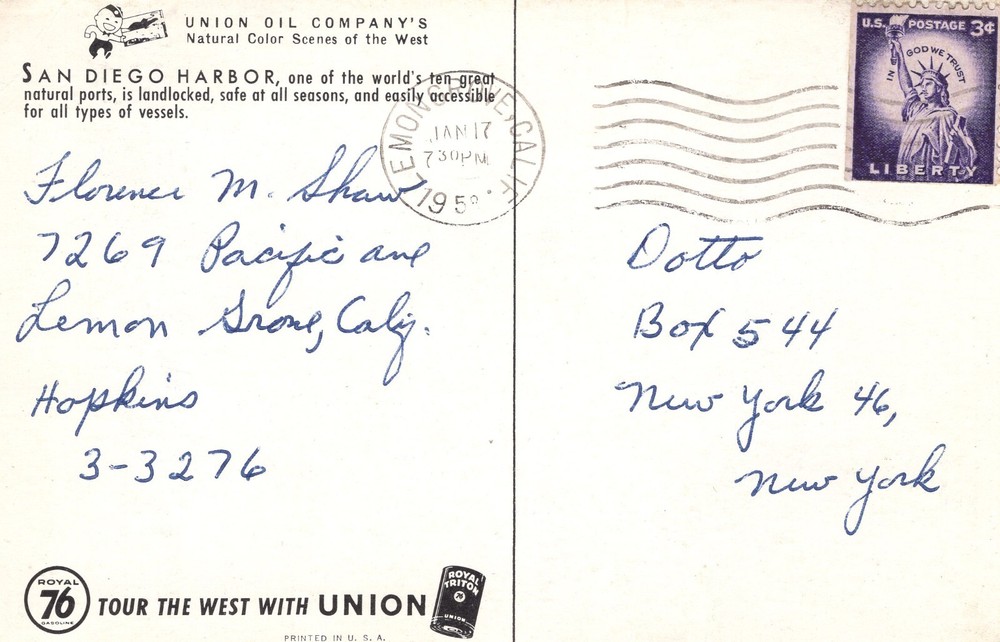 UNION OIL COMPANY'S
Natural Color Scenes of the West
SAN DIEGO HARBOR, one of the world's ten great
natural ports, is landlocked, safe at all seasons, and easily accessible
for all types of vessels.
LEMON GROVE, CALIF.
JAN 17
7 30 PM
195
U.S. POSTAGE 3¢
IN GOD WE TRUST
LIBERTY
Florence M. Shaw
7269 Pacific ave
Lemon Grove, Calif.
Hopkins
3-3276
Dotto
Box 544
New York 46,
New York
ROYAL
76
GASOLINE
TOUR THE WEST WITH UNION
ROYAL
TRITON
76
UNION
PRINTED IN U. S. A.